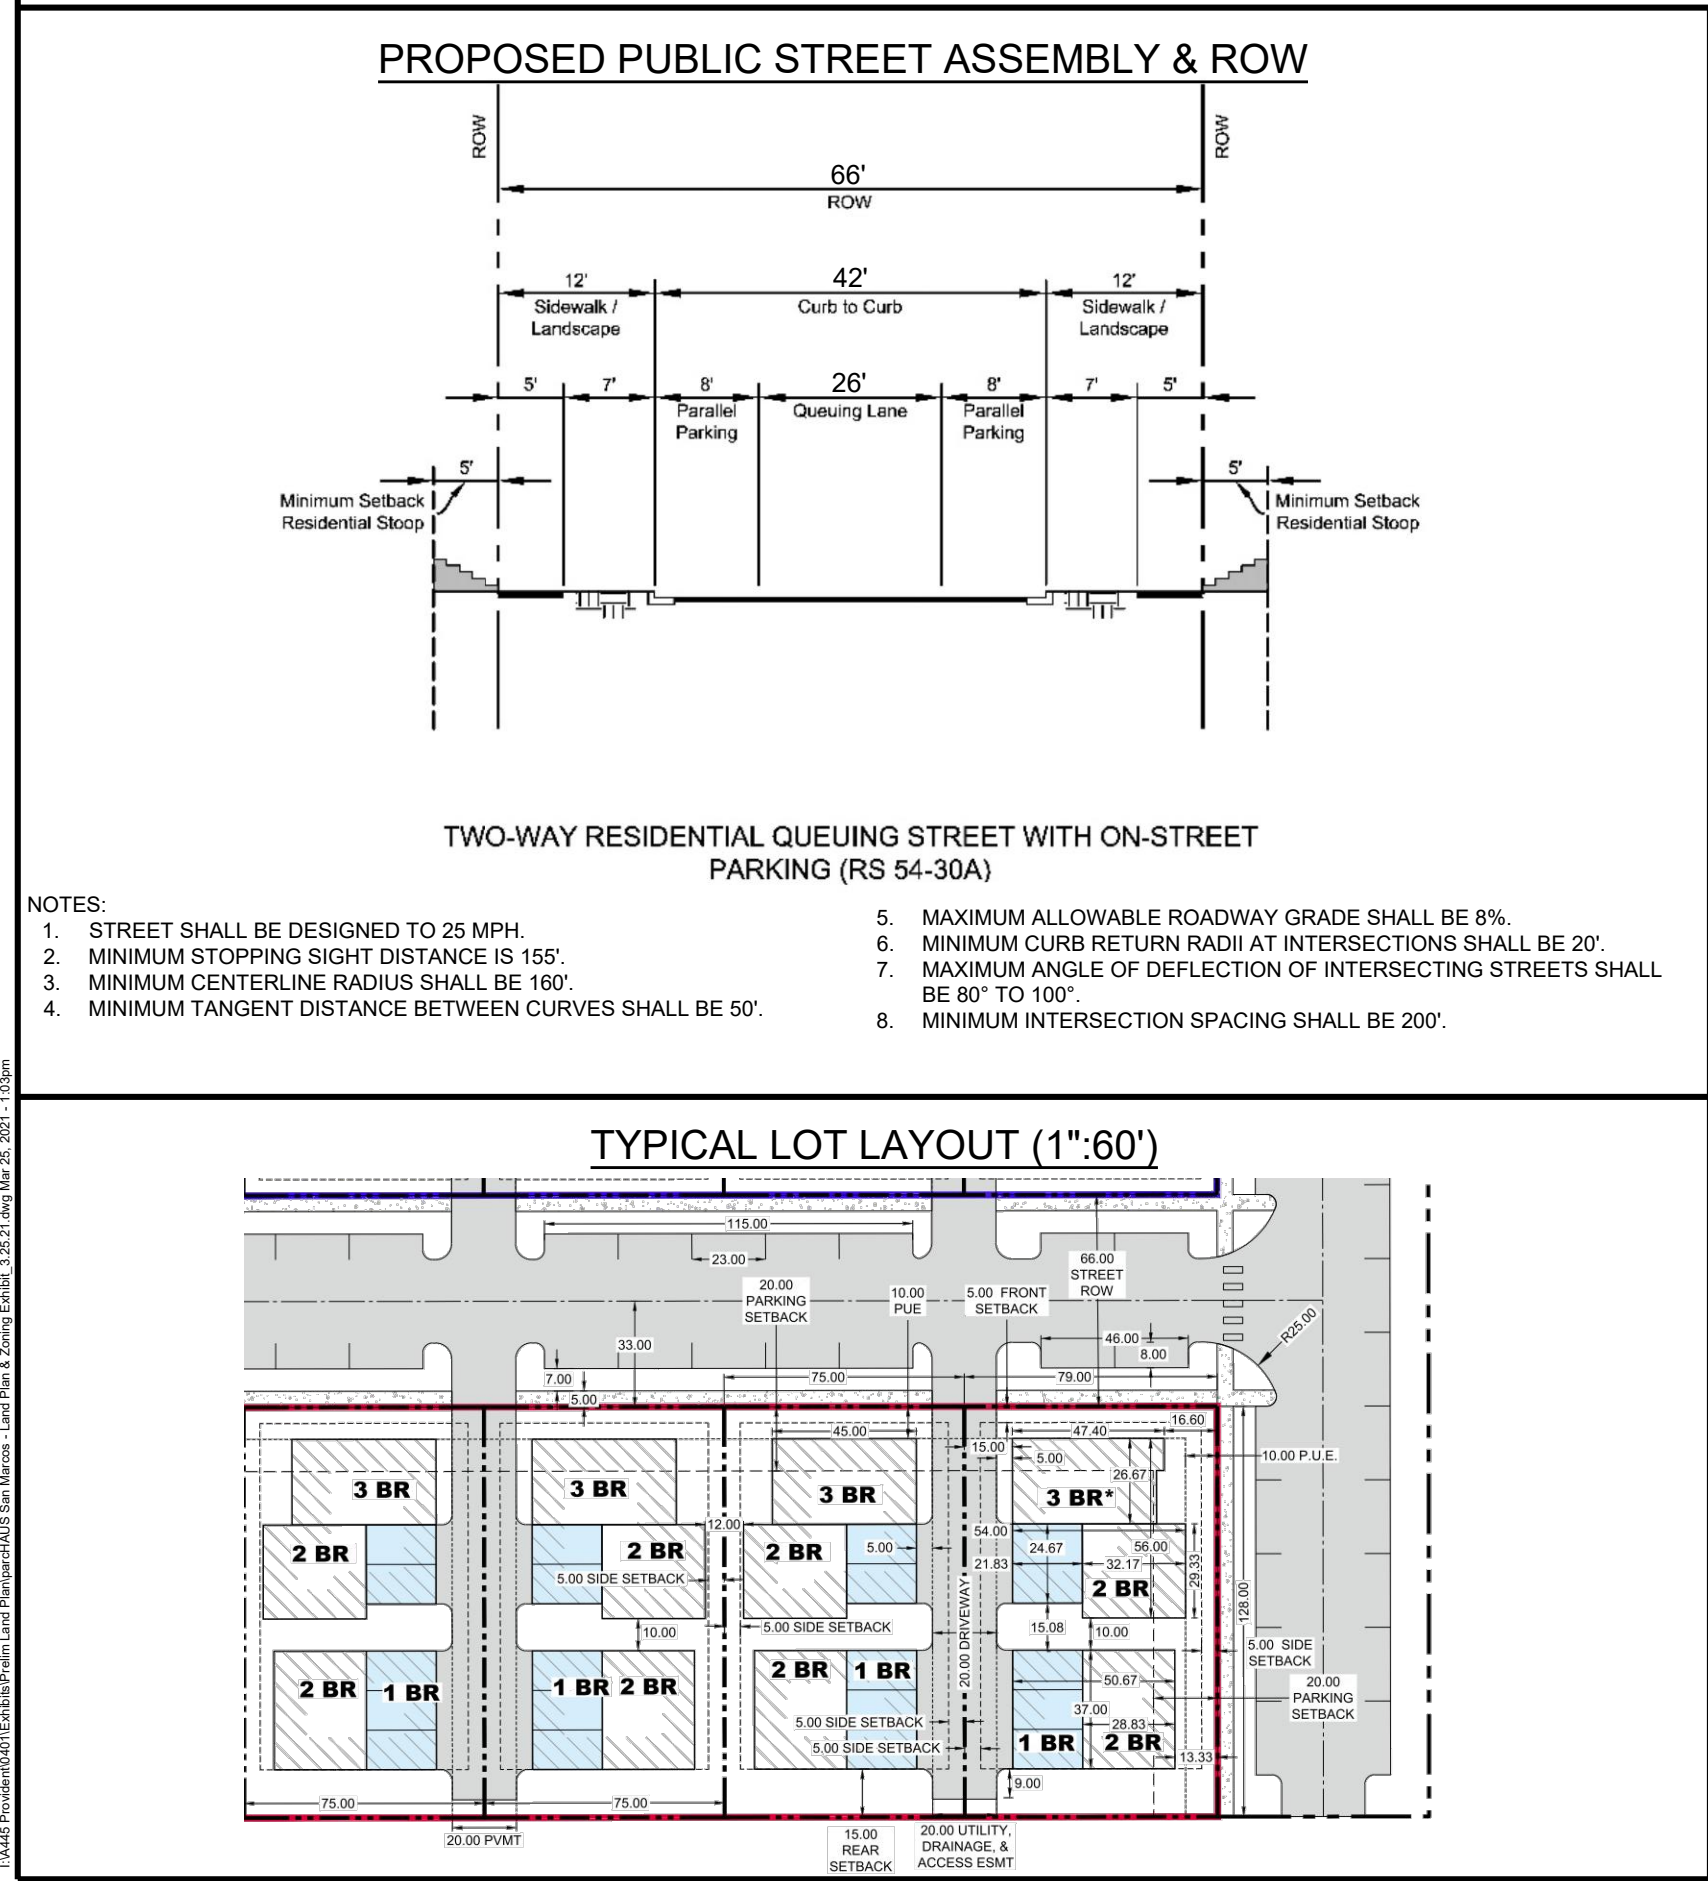 PROPOSED PUBLIC STREET ASSEMBLY & ROW
ROW
ROW
66'
ROW
12'
Sidewalk /
Landscape
42'
Curb to Curb
12'
Sidewalk /
Landscape
5'
7'
8'
Parallel
Parking
26'
Queuing Lane
8'
Parallel
Parking
7'
5'
5'
Minimum Setback
Residential Stoop
5'
Minimum Setback
Residential Stoop
TWO-WAY RESIDENTIAL QUEUING STREET WITH ON-STREET
PARKING (RS 54-30A)
NOTES:
1. STREET SHALL BE DESIGNED TO 25 MPH.
2. MINIMUM STOPPING SIGHT DISTANCE IS 155'.
3. MINIMUM CENTERLINE RADIUS SHALL BE 160'.
4. MINIMUM TANGENT DISTANCE BETWEEN CURVES SHALL BE 50'.
5. MAXIMUM ALLOWABLE ROADWAY GRADE SHALL BE 8%.
6. MINIMUM CURB RETURN RADII AT INTERSECTIONS SHALL BE 20'.
7. MAXIMUM ANGLE OF DEFLECTION OF INTERSECTING STREETS SHALL
BE 80° TO 100°.
8. MINIMUM INTERSECTION SPACING SHALL BE 200'.
I:\A445 Provident\0401\Exhibits\Prelim Land Plan\parcHAUS San Marcos - Land Plan & Zoning Exhibit_3.25.21.dwg Mar 25, 2021 - 1:03pm
TYPICAL LOT LAYOUT (1":60')
115.00
23.00
20.00
PARKING
SETBACK
10.00
PUE
5.00 FRONT
SETBACK
66.00
STREET
ROW
33.00
46.00
8.00
R25.00
7.00
5.00
75.00
79.00
16.60
45.00
47.40
15.00
5.00
10.00 P.U.E.
26.67
3 BR
3 BR
3 BR
3 BR*
12.00
54.00
2 BR
2 BR
2 BR
5.00
24.67
56.00
21.83
32.17
2 BR
29.33
5.00 SIDE SETBACK
20.00 DRIVEWAY
128.00
10.00
5.00 SIDE SETBACK
15.08
10.00
5.00 SIDE
SETBACK
2 BR
1 BR
1 BR
2 BR
2 BR
1 BR
50.67
20.00
PARKING
SETBACK
37.00
28.83
5.00 SIDE SETBACK
5.00 SIDE SETBACK
1 BR
2 BR
13.33
9.00
75.00
75.00
20.00 PVMT
15.00
REAR
SETBACK
20.00 UTILITY,
DRAINAGE, &
ACCESS ESMT